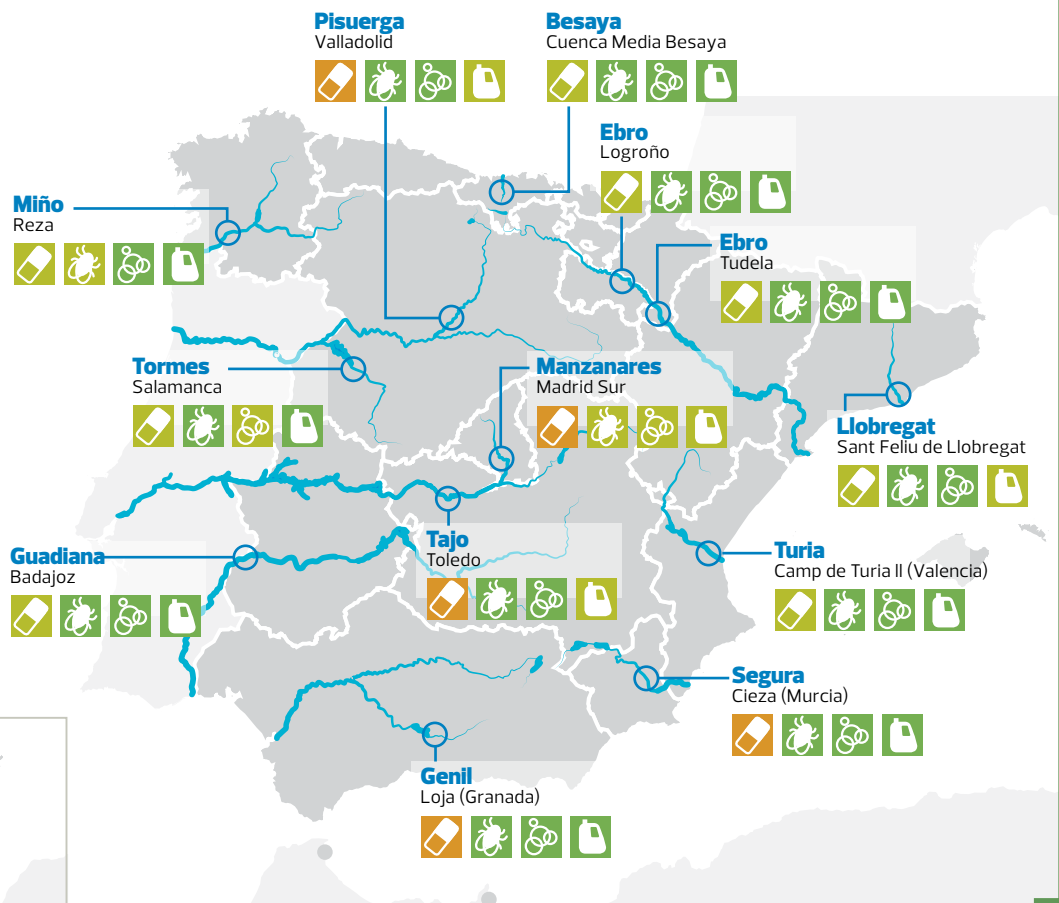 Pisuerga
Valladolid
Besaya
Cuenca Media Besaya
Ebro
Logroño
Miño
Reza
Ebro
Tudela
Tormes
Salamanca
Manzanares
Madrid Sur
Llobregat
Sant Feliu de Llobregat
Guadiana
Badajoz
Tajo
Toledo
Turia
Camp de Turia II (Valencia)
Segura
Cieza (Murcia)
Genil
Loja (Granada)